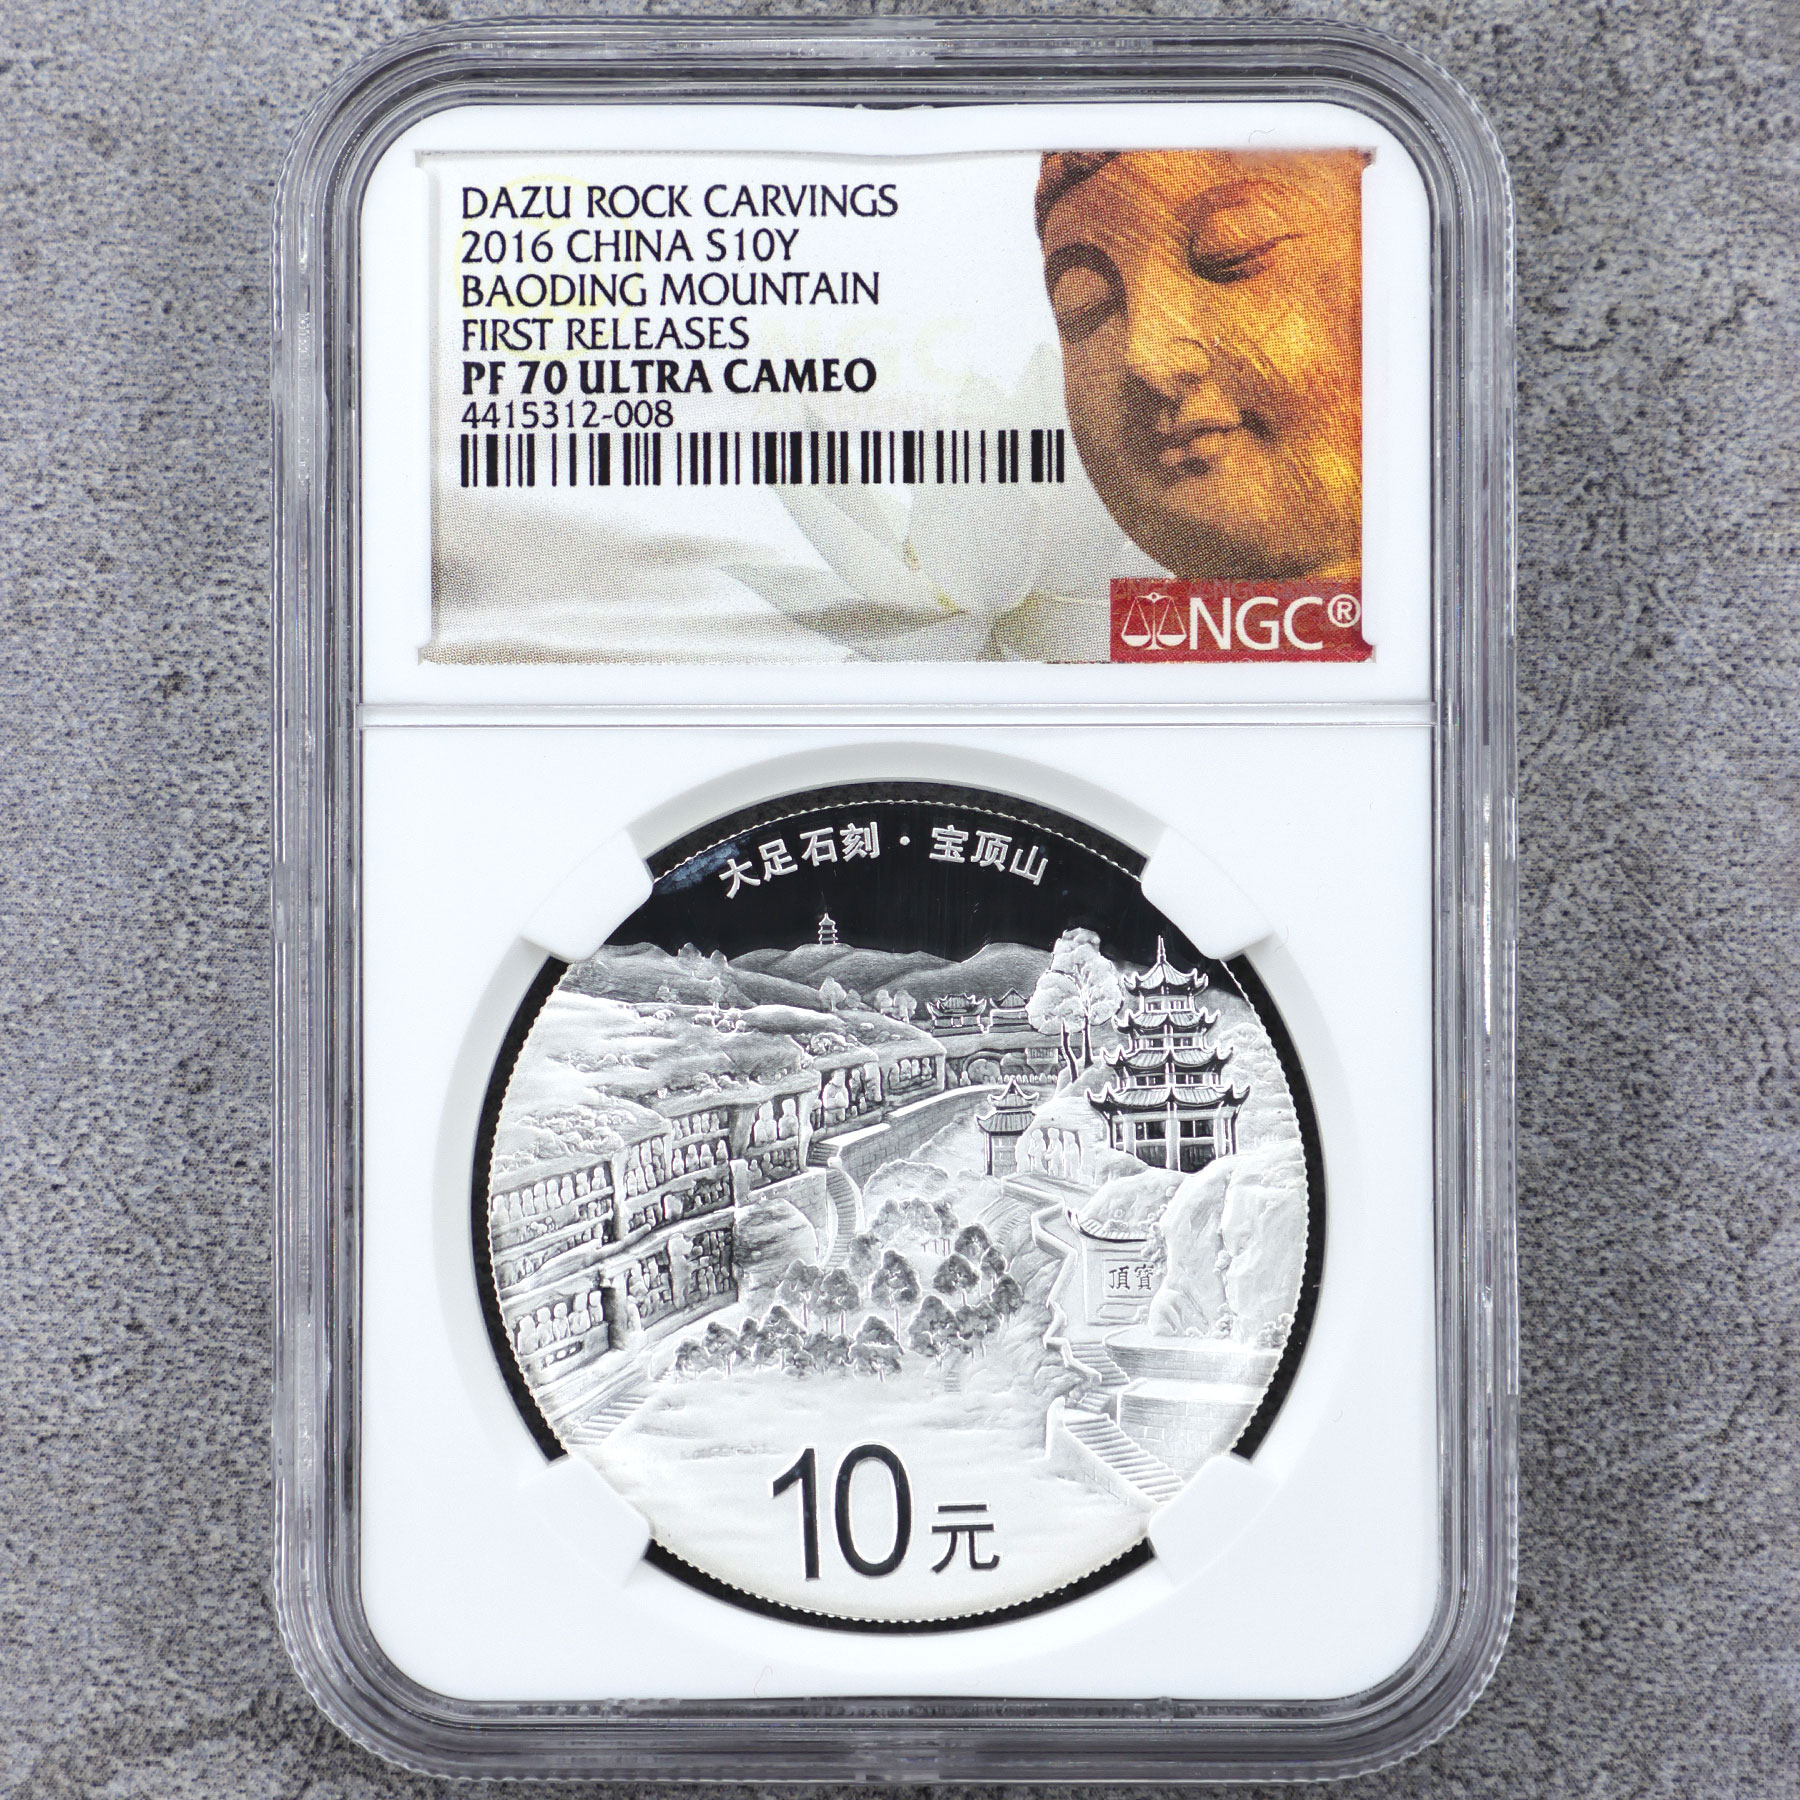 DAZU ROCK CARVINGS
2016 CHINA S10Y
BAODING MOUNTAIN
FIRST RELEASES
PF 70 ULTRA CAMEO
4415312-008
NGC®
大足石刻·宝顶山
頂寶
10元